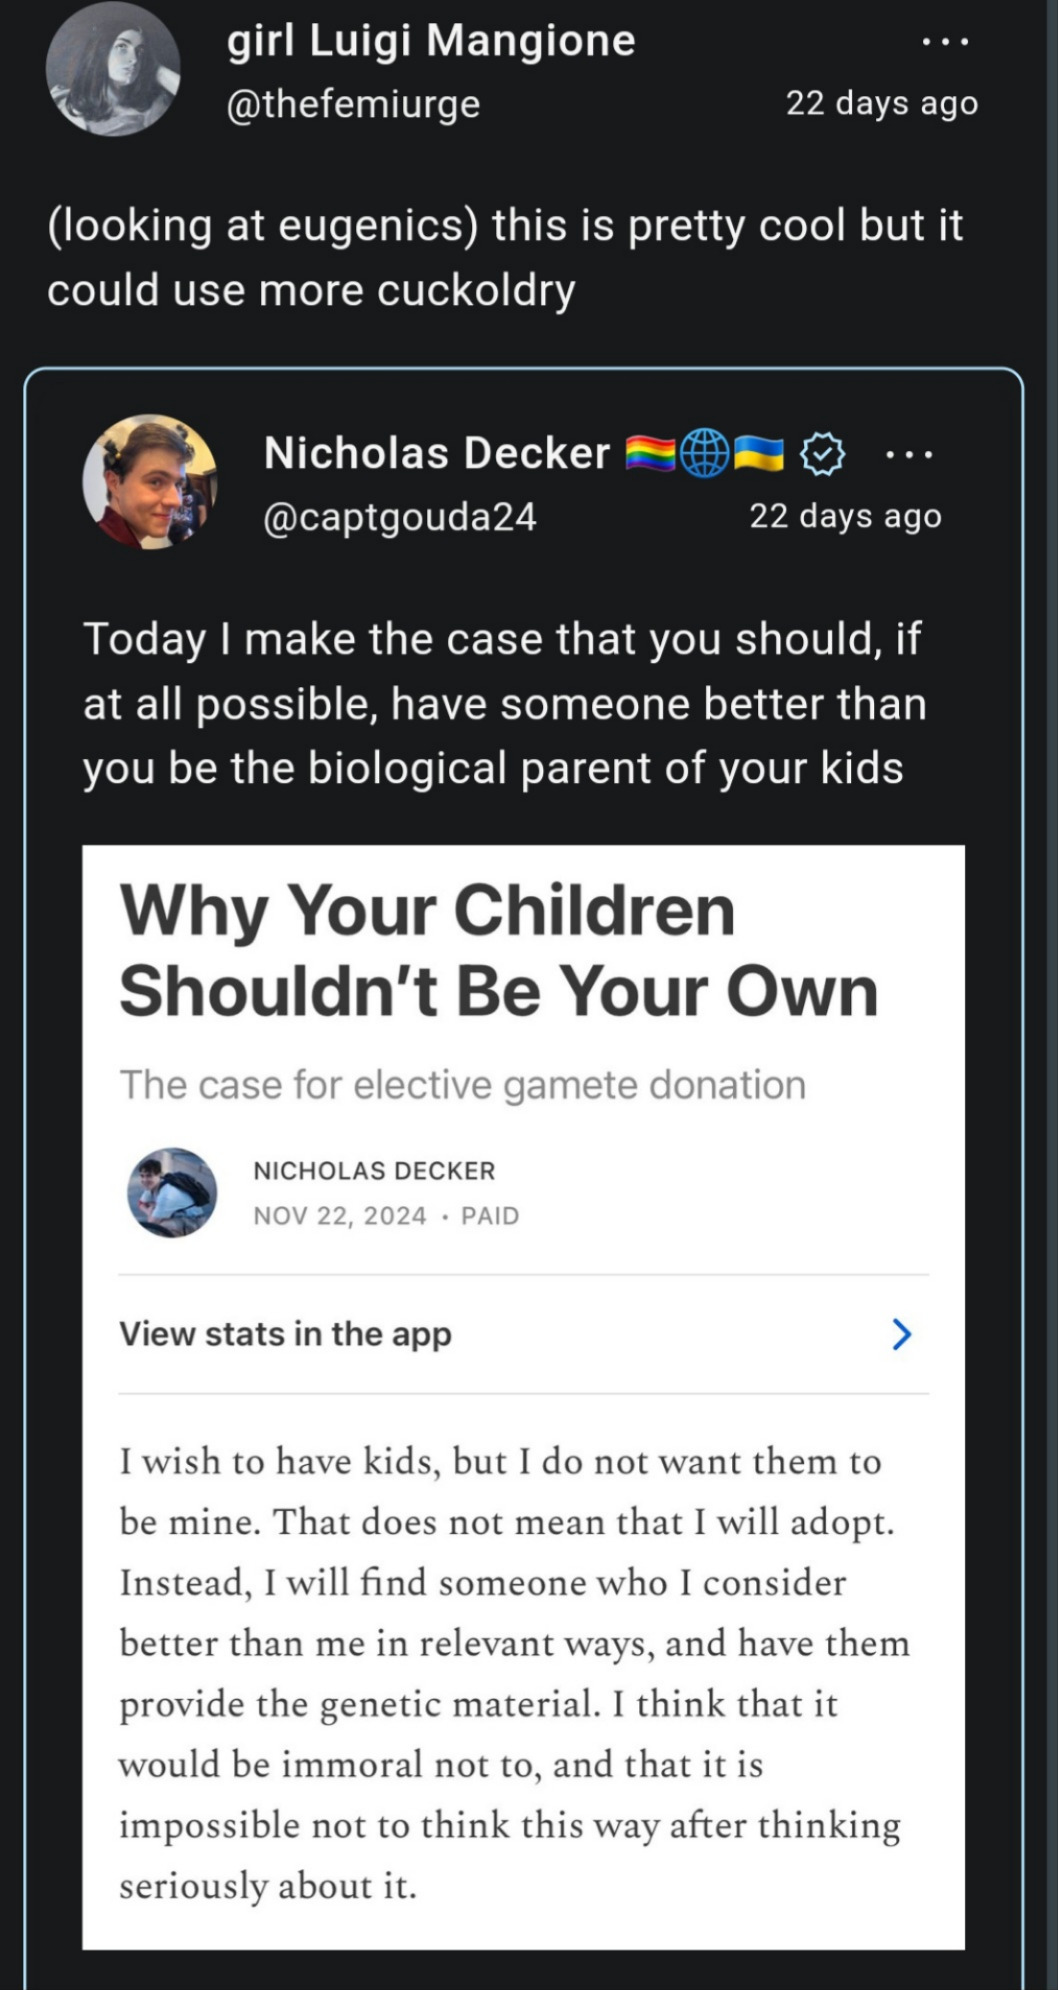 girl Luigi Mangione
@thefemiurge
22 days ago
(looking at eugenics) this is pretty cool but it
could use more cuckoldry
Nicholas Decker 🏳️‍🌈🌐🇺🇦
@captgouda24
22 days ago
Today I make the case that you should, if
at all possible, have someone better than
you be the biological parent of your kids
Why Your Children
Shouldn't Be Your Own
The case for elective gamete donation
NICHOLAS DECKER
NOV 22, 2024 • PAID
View stats in the app
I wish to have kids, but I do not want them to
be mine. That does not mean that I will adopt.
Instead, I will find someone who I consider
better than me in relevant ways, and have them
provide the genetic material. I think that it
would be immoral not to, and that it is
impossible not to think this way after thinking
seriously about it.